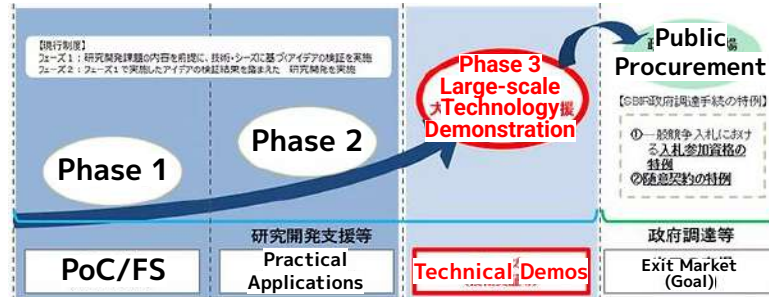 【現行制度】
フェーズ1：研究開発課題の内容を前提に、技術・シーズに基づくアイデアの検証を実施
フェーズ2：フェーズ1で実施したアイデアの検証結果を踏まえた 研究開発を実施
Phase 1
Phase 2
Phase 3
Large-scale
Technology
Demonstration
Public
Procurement
【SBIR政府調達手続の特例】
①一般競争入札におけ
る入札参加資格の
特例
②随意契約の特例
研究開発支援等
政府調達等
PoC/FS
Practical
Applications
Technical Demos
Exit Market
(Goal)